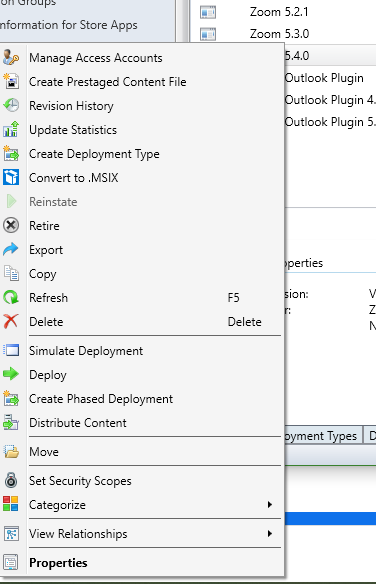 on Groups
nformation for Store Apps
Zoom 5.2.1
Zoom 5.3.0
5.4.0
Outlook Plugin
Outlook Plugin 4.
Outlook Plugin 5.
Manage Access Accounts
Create Prestaged Content File
Revision History
Update Statistics
Create Deployment Type
Convert to .MSIX
Reinstate
Retire
Export
Copy
Refresh F5
Delete Delete
Simulate Deployment
Deploy
Create Phased Deployment
Distribute Content
Move
Set Security Scopes
Categorize
View Relationships
Properties
operties
sion: V
r: Z
N
oyment Types D